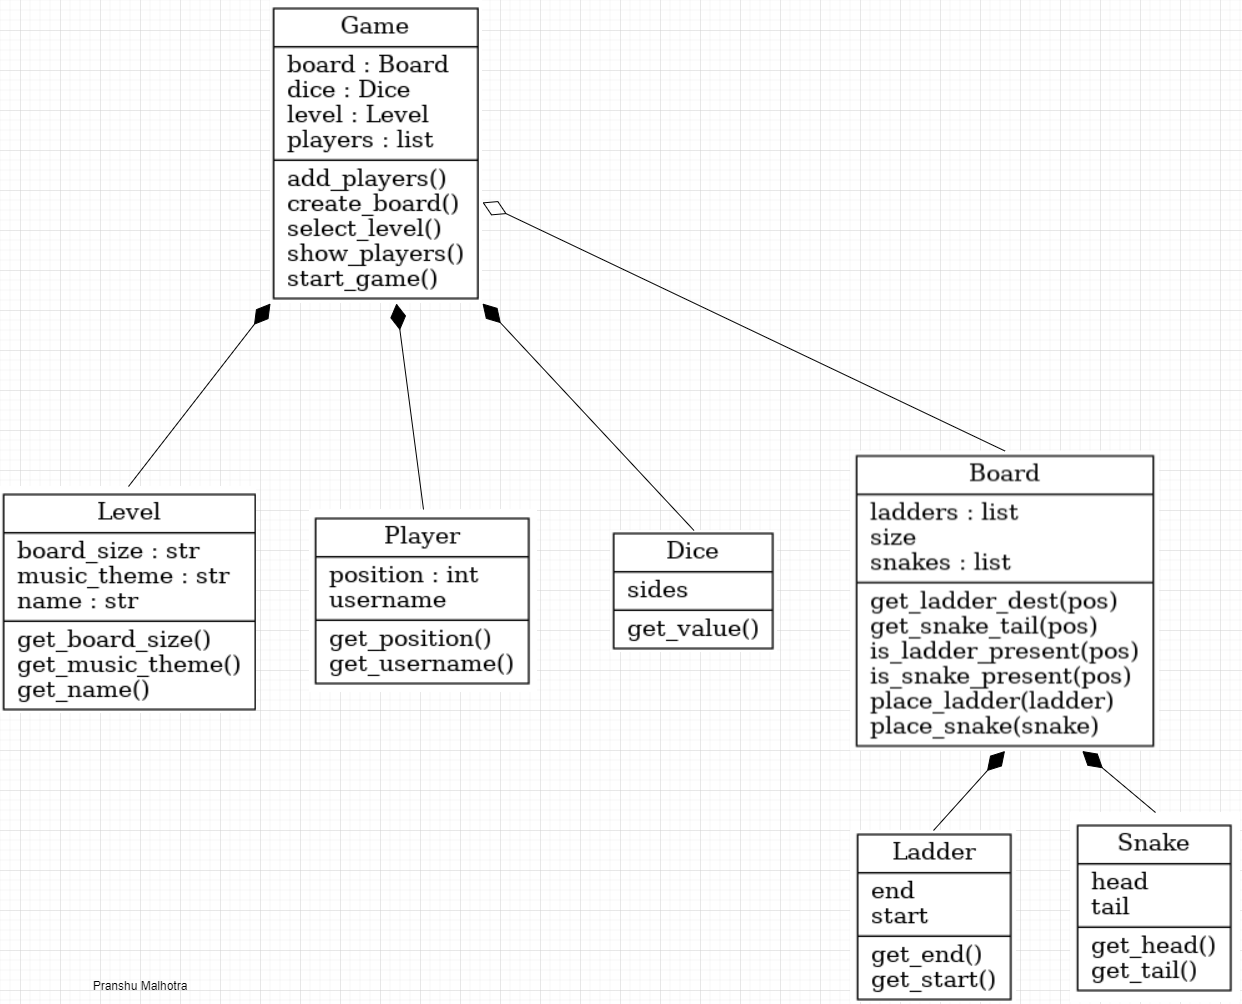 Game
board : Board
dice : Dice
level : Level
players : list
add_players()
create_board()
select_level()
show_players()
start_game()
Level
board_size : str
music_theme : str
name : str
get_board_size()
get_music_theme()
get_name()
Player
position : int
username
get_position()
get_username()
Dice
sides
get_value()
Board
ladders : list
size
snakes : list
get_ladder_dest(pos)
get_snake_tail(pos)
is_ladder_present(pos)
is_snake_present(pos)
place_ladder(ladder)
place_snake(snake)
Ladder
end
start
get_end()
get_start()
Snake
head
tail
get_head()
get_tail()
Pranshu Malhotra